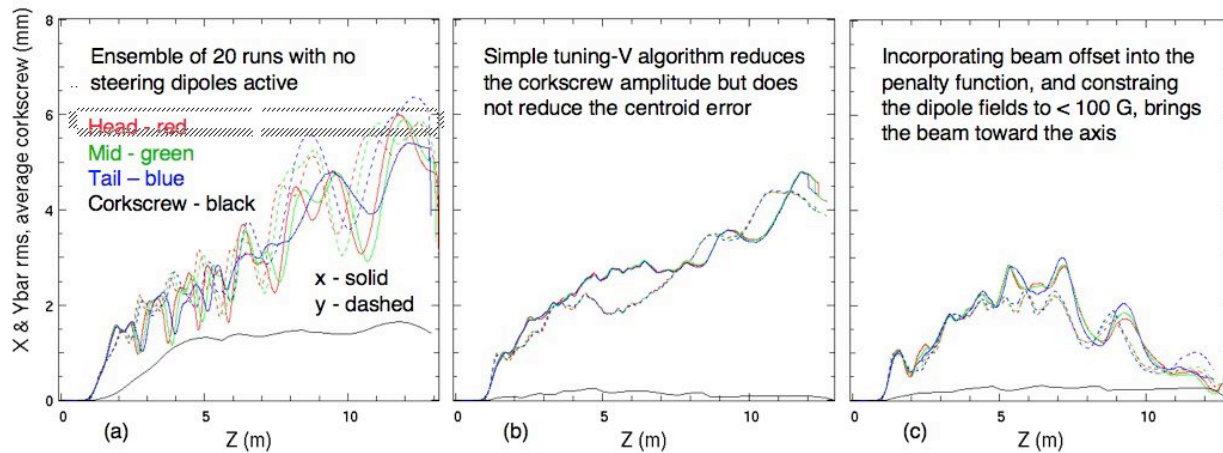 X & Ybar rms, average corkscrew (mm)
8
6
4
2
0
Ensemble of 20 runs with no
steering dipoles active
Head - red
Mid - green
Tail – blue
Corkscrew - black
x - solid
y - dashed
0 5 10
(a)
Z (m)
Simple tuning-V algorithm reduces
the corkscrew amplitude but does
not reduce the centroid error
0 5 10
(b)
Z (m)
Incorporating beam offset into the
penalty function, and constraing
the dipole fields to < 100 G, brings
the beam toward the axis
0 5 10
(c)
Z (m)